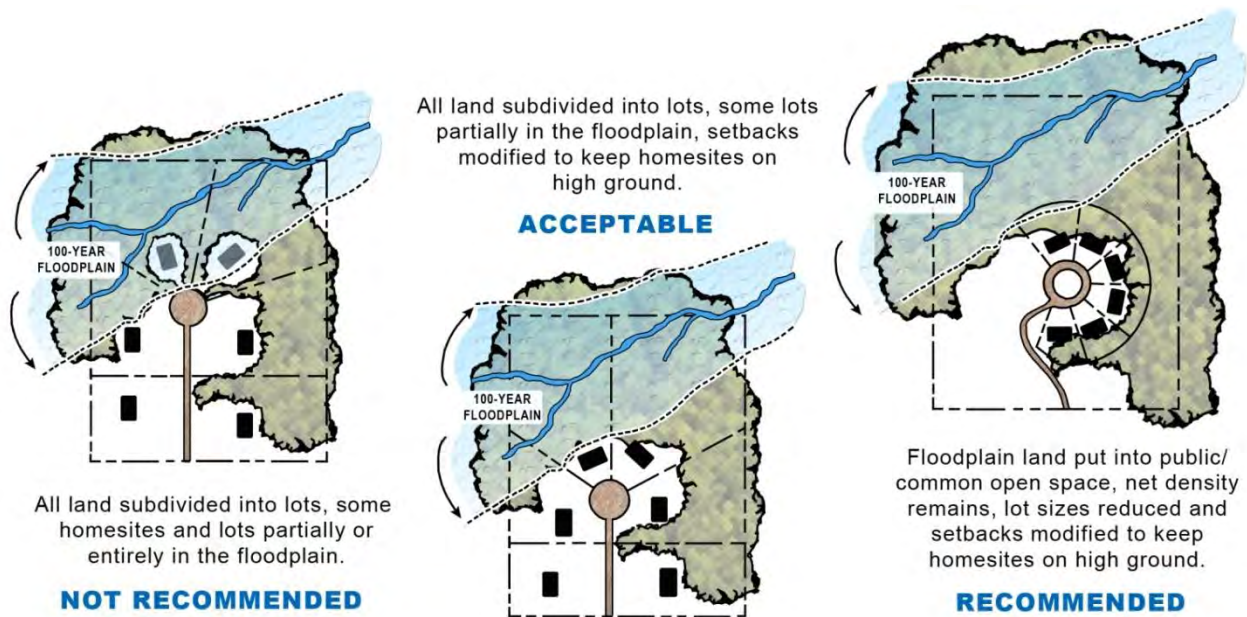 100-YEAR
FLOODPLAIN
All land subdivided into lots, some
homesites and lots partially or
entirely in the floodplain.
NOT RECOMMENDED
All land subdivided into lots, some lots
partially in the floodplain, setbacks
modified to keep homesites on
high ground.
ACCEPTABLE
100-YEAR
FLOODPLAIN
100-YEAR
FLOODPLAIN
Floodplain land put into public/
common open space, net density
remains, lot sizes reduced and
setbacks modified to keep
homesites on high ground.
RECOMMENDED